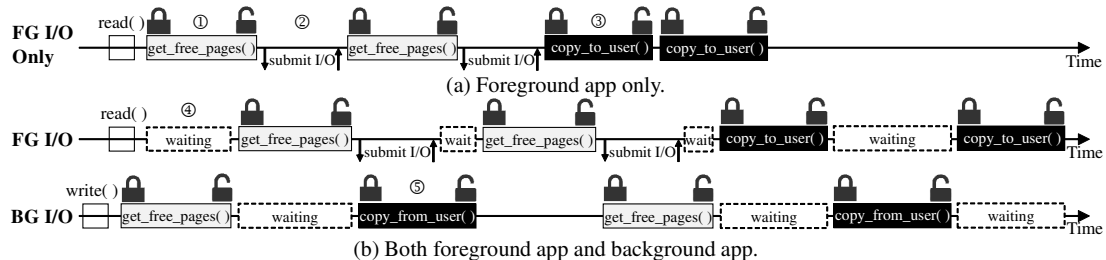 FG I/O Only
read( ) ① ② ③
get_free_pages( ) submit I/O get_free_pages( ) submit I/O copy_to_user( ) copy_to_user( )
Time
(a) Foreground app only.
read( ) ④
FG I/O waiting get_free_pages( ) submit I/O wait get_free_pages( ) submit I/O wait copy_to_user( ) waiting copy_to_user( )
Time
write( ) ⑤
BG I/O get_free_pages( ) waiting copy_from_user( ) get_free_pages( ) waiting copy_from_user( ) waiting
Time
(b) Both foreground app and background app.